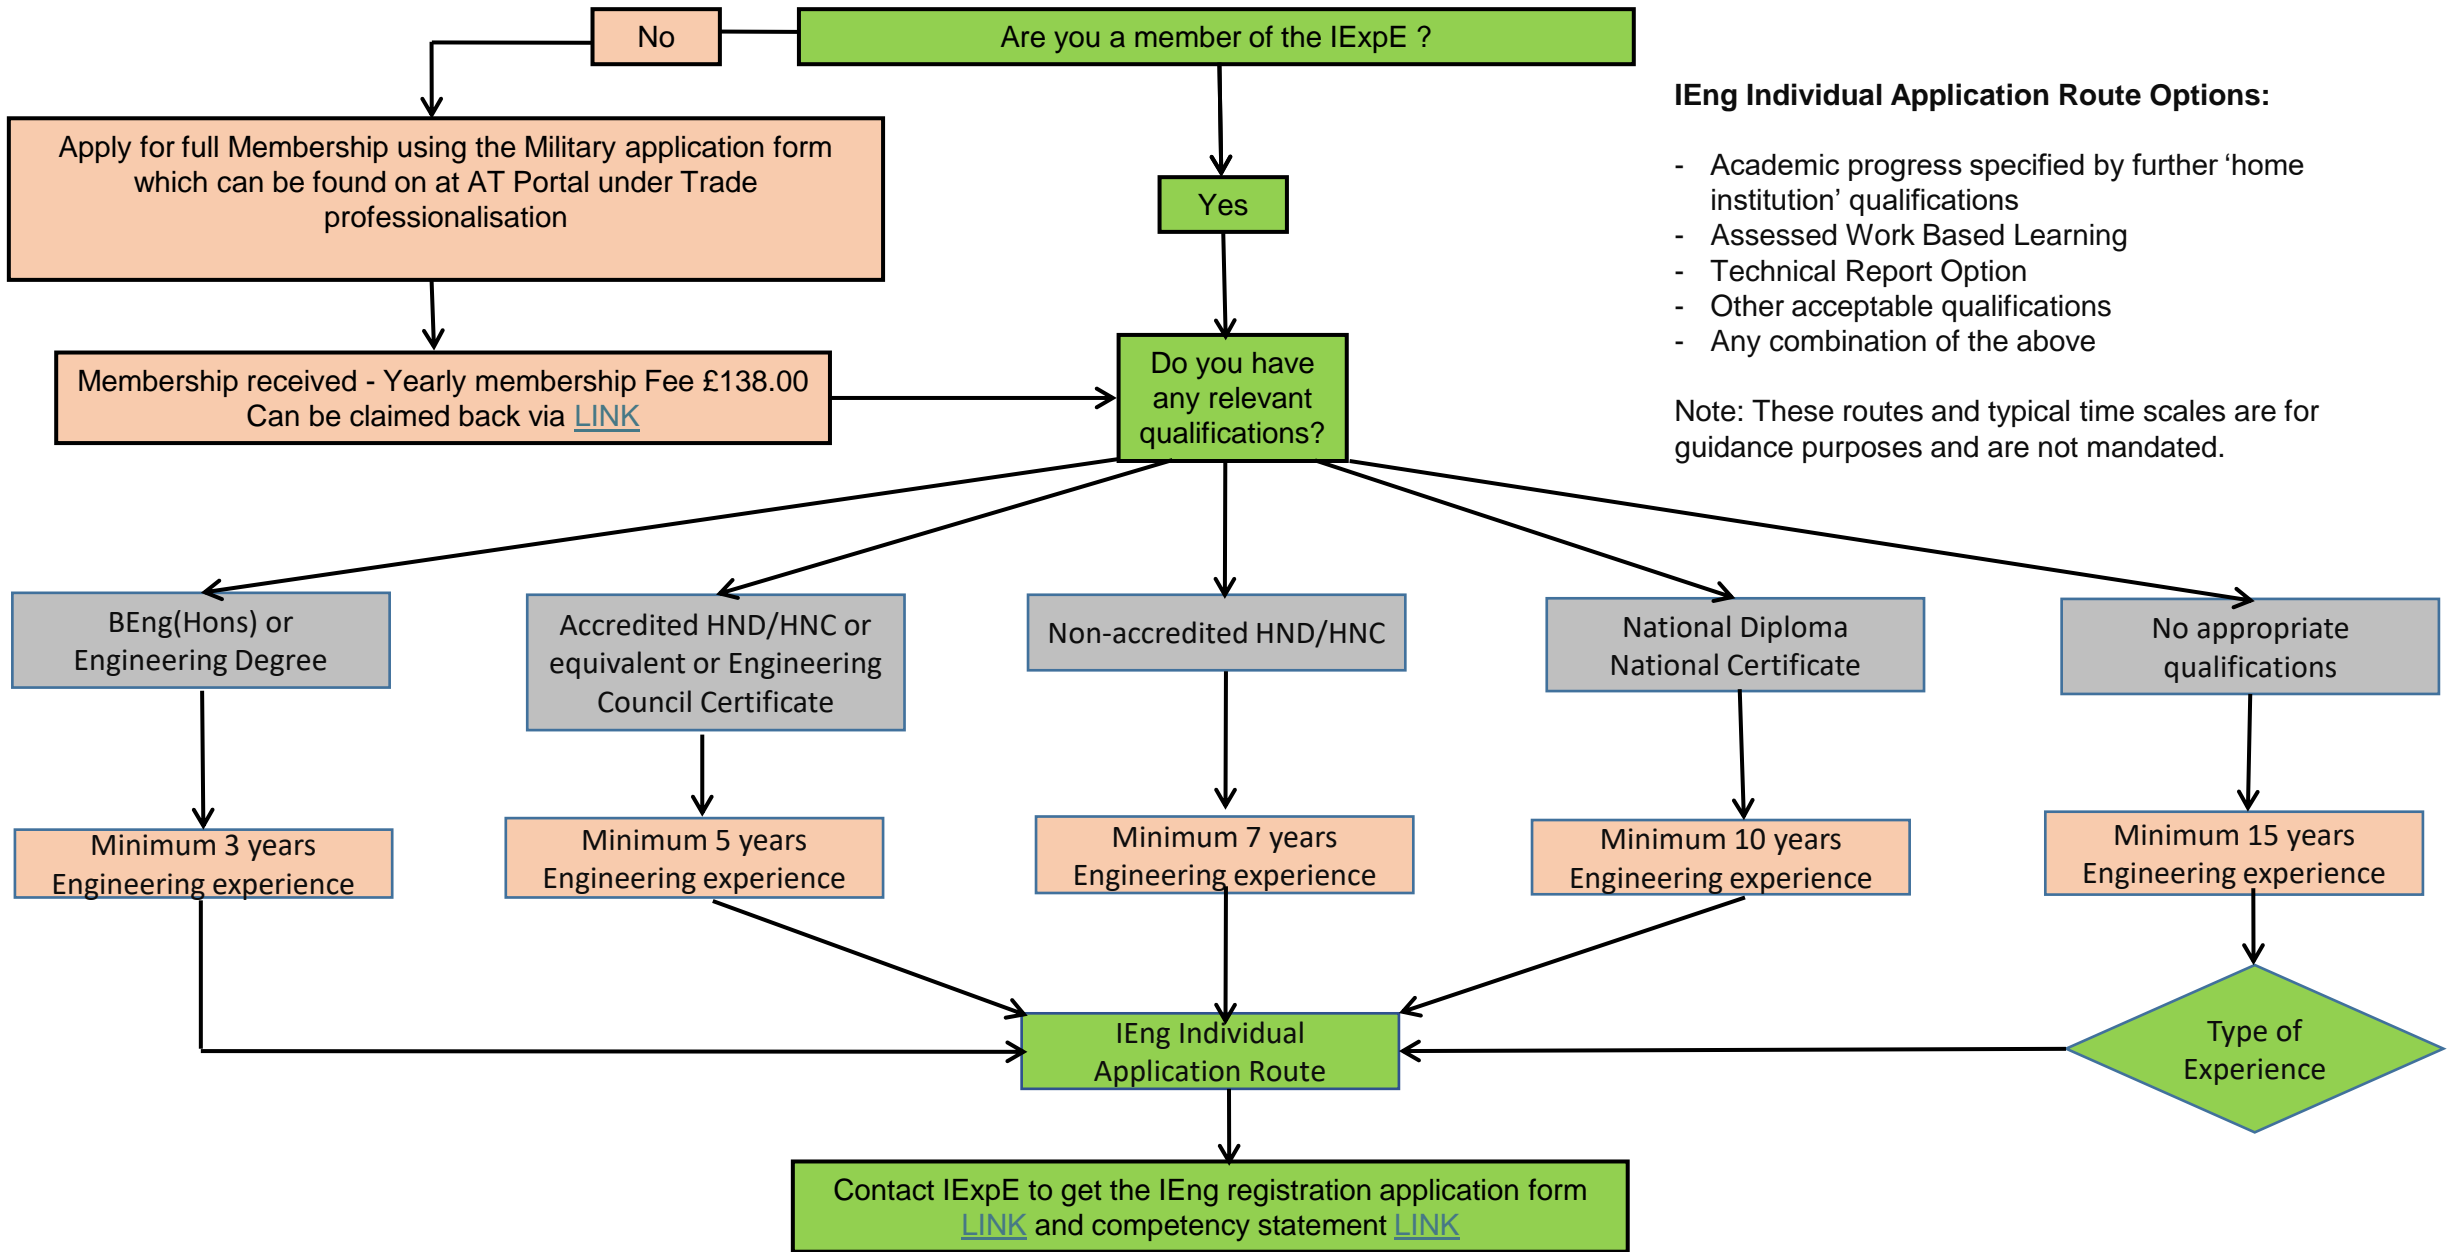 No
Are you a member of the IExpE ?
Apply for full Membership using the Military application form
which can be found on at AT Portal under Trade
professionalisation
Yes
Membership received - Yearly membership Fee £138.00
Can be claimed back via LINK
Do you have
any relevant
qualifications?
IEng Individual Application Route Options:
- Academic progress specified by further ‘home
institution’ qualifications
- Assessed Work Based Learning
- Technical Report Option
- Other acceptable qualifications
- Any combination of the above
Note: These routes and typical time scales are for
guidance purposes and are not mandated.
BEng(Hons) or
Engineering Degree
Accredited HND/HNC or
equivalent or Engineering
Council Certificate
Non-accredited HND/HNC
National Diploma
National Certificate
No appropriate
qualifications
Minimum 3 years
Engineering experience
Minimum 5 years
Engineering experience
Minimum 7 years
Engineering experience
Minimum 10 years
Engineering experience
Minimum 15 years
Engineering experience
IEng Individual
Application Route
Type of
Experience
Contact IExpE to get the IEng registration application form
LINK and competency statement LINK